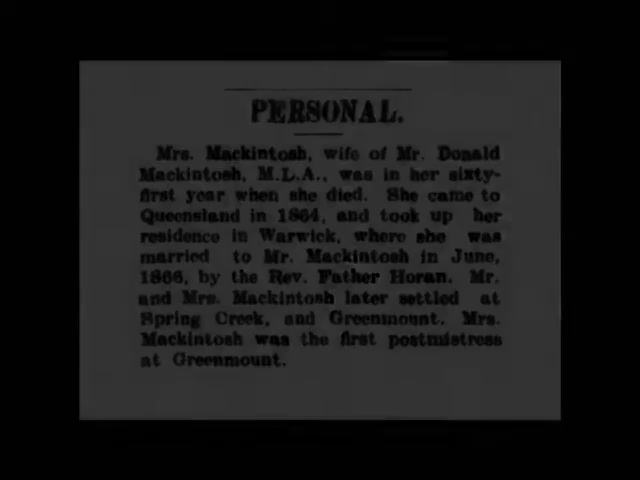 PERSONAL.
Mrs. Mackintosh, wife of Mr. Donald
Mackintosh, M.L.A., was in her sixty-
first year when she died. She came to
Queensland in 1864, and took up her
residence in Warwick, where she was
married to Mr. Mackintosh in June,
1866, by the Rev. Father Horan. Mr.
and Mrs. Mackintosh later settled at
Spring Creek, and Greenmount. Mrs.
Mackintosh was the first postmistress
at Greenmount.